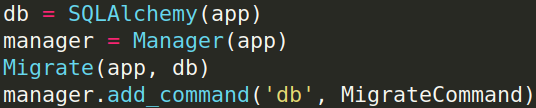 db = SQLAlchemy(app)
manager = Manager(app)
Migrate(app, db)
manager.add_command('db', MigrateCommand)